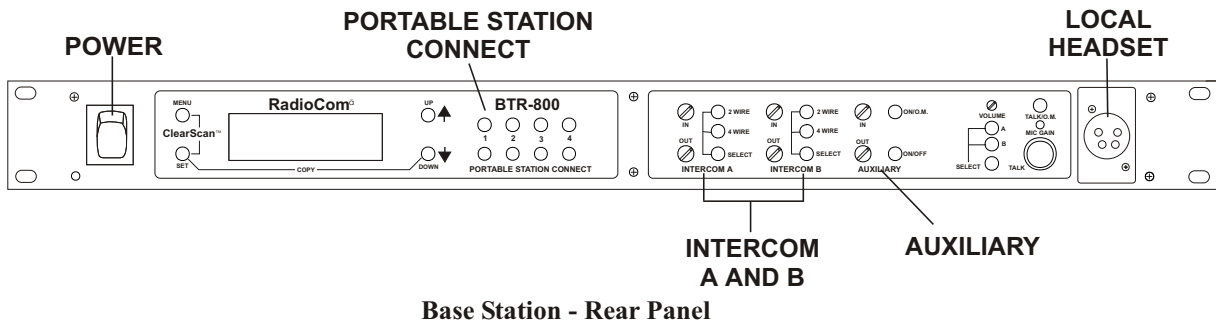 POWER
PORTABLE STATION
CONNECT
LOCAL
HEADSET
MENU
ClearScan™
SET
RadioCom
COPY
UP
DOWN
BTR-800
1 2 3 4
PORTABLE STATION CONNECT
IN
OUT
2 WIRE
4 WIRE
SELECT
INTERCOM A
IN
OUT
2 WIRE
4 WIRE
SELECT
INTERCOM B
IN
OUT
ON/O.M.
ON/OFF
AUXILIARY
VOLUME
A
B
SELECT
TALK/O.M.
MIC GAIN
TALK
INTERCOM
A AND B
AUXILIARY
Base Station - Rear Panel